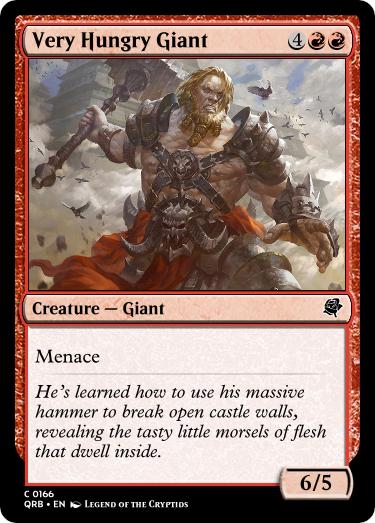 Very Hungry Giant 4
Creature — Giant
Menace
He's learned how to use his massive
hammer to break open castle walls,
revealing the tasty little morsels of flesh
that dwell inside.
6/5
C 0166
QRB • EN Legend of the Cryptids